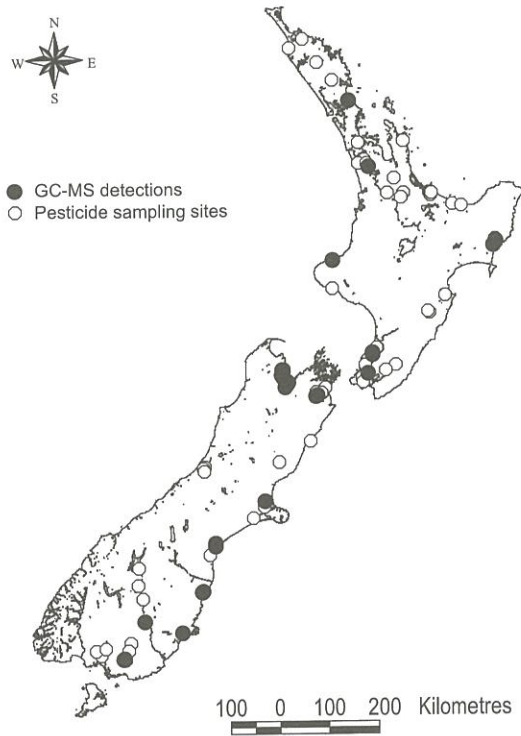 N
W E
S
GC-MS detections
Pesticide sampling sites
100 0 100 200 Kilometres